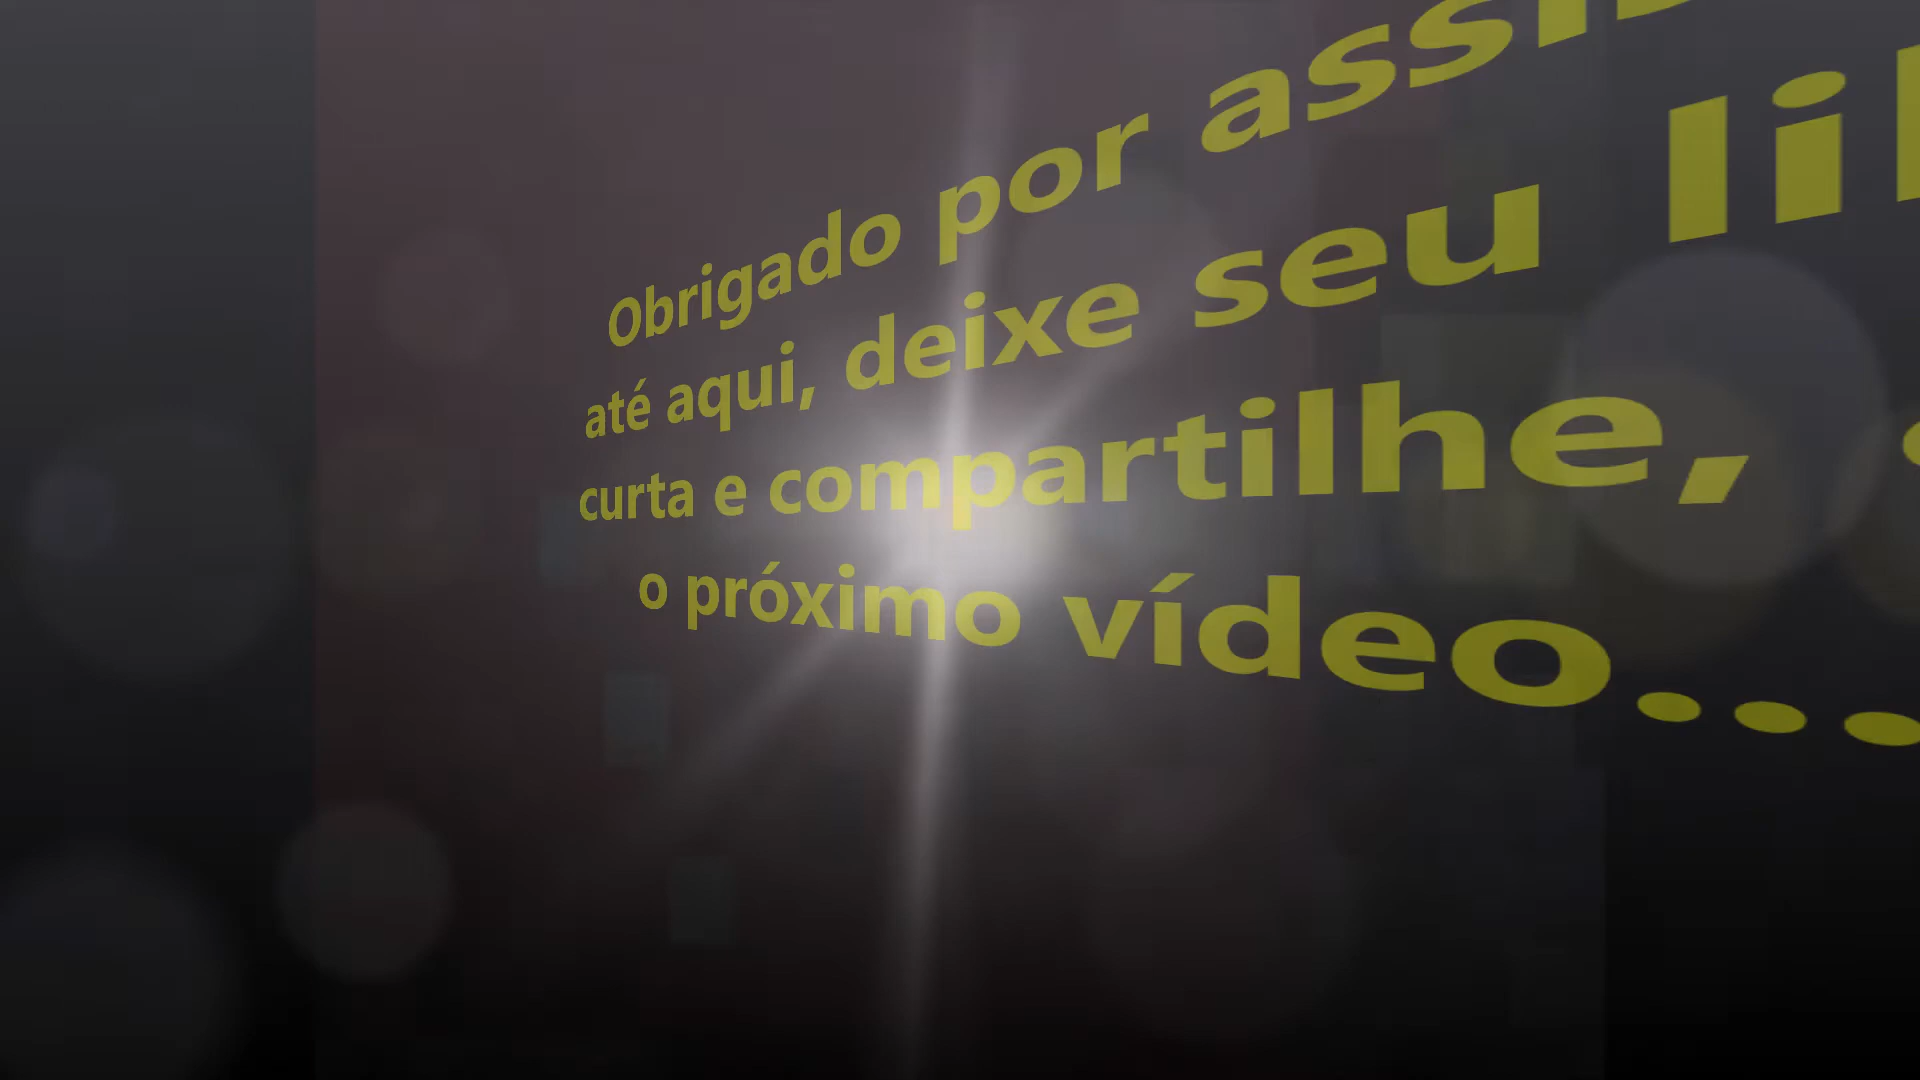 Obrigado por
até aqui, deixe seu
curta e compartilhe,
o próximo vídeo...